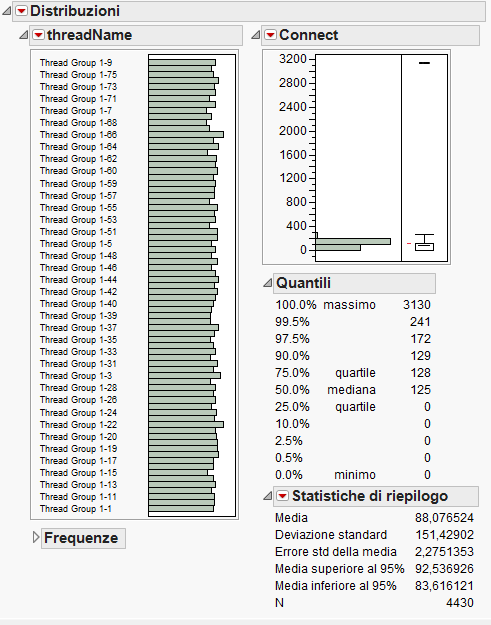 Distribuzioni
threadName
Thread Group 1-9
Thread Group 1-75
Thread Group 1-73
Thread Group 1-71
Thread Group 1-7
Thread Group 1-68
Thread Group 1-66
Thread Group 1-64
Thread Group 1-62
Thread Group 1-60
Thread Group 1-59
Thread Group 1-57
Thread Group 1-55
Thread Group 1-53
Thread Group 1-51
Thread Group 1-5
Thread Group 1-48
Thread Group 1-46
Thread Group 1-44
Thread Group 1-42
Thread Group 1-40
Thread Group 1-39
Thread Group 1-37
Thread Group 1-35
Thread Group 1-33
Thread Group 1-31
Thread Group 1-3
Thread Group 1-28
Thread Group 1-26
Thread Group 1-24
Thread Group 1-22
Thread Group 1-20
Thread Group 1-19
Thread Group 1-17
Thread Group 1-15
Thread Group 1-13
Thread Group 1-11
Thread Group 1-1
Frequenze
Connect
3200
2800
2400
2000
1600
1200
800
400
0
Quantili
100.0% massimo 3130
99.5% 241
97.5% 172
90.0% 129
75.0% quartile 128
50.0% mediana 125
25.0% quartile 0
10.0% 0
2.5% 0
0.5% 0
0.0% minimo 0
Statistiche di riepilogo
Media 88,076524
Deviazione standard 151,42902
Errore std della media 2,2751353
Media superiore al 95% 92,536926
Media inferiore al 95% 83,616121
N 4430